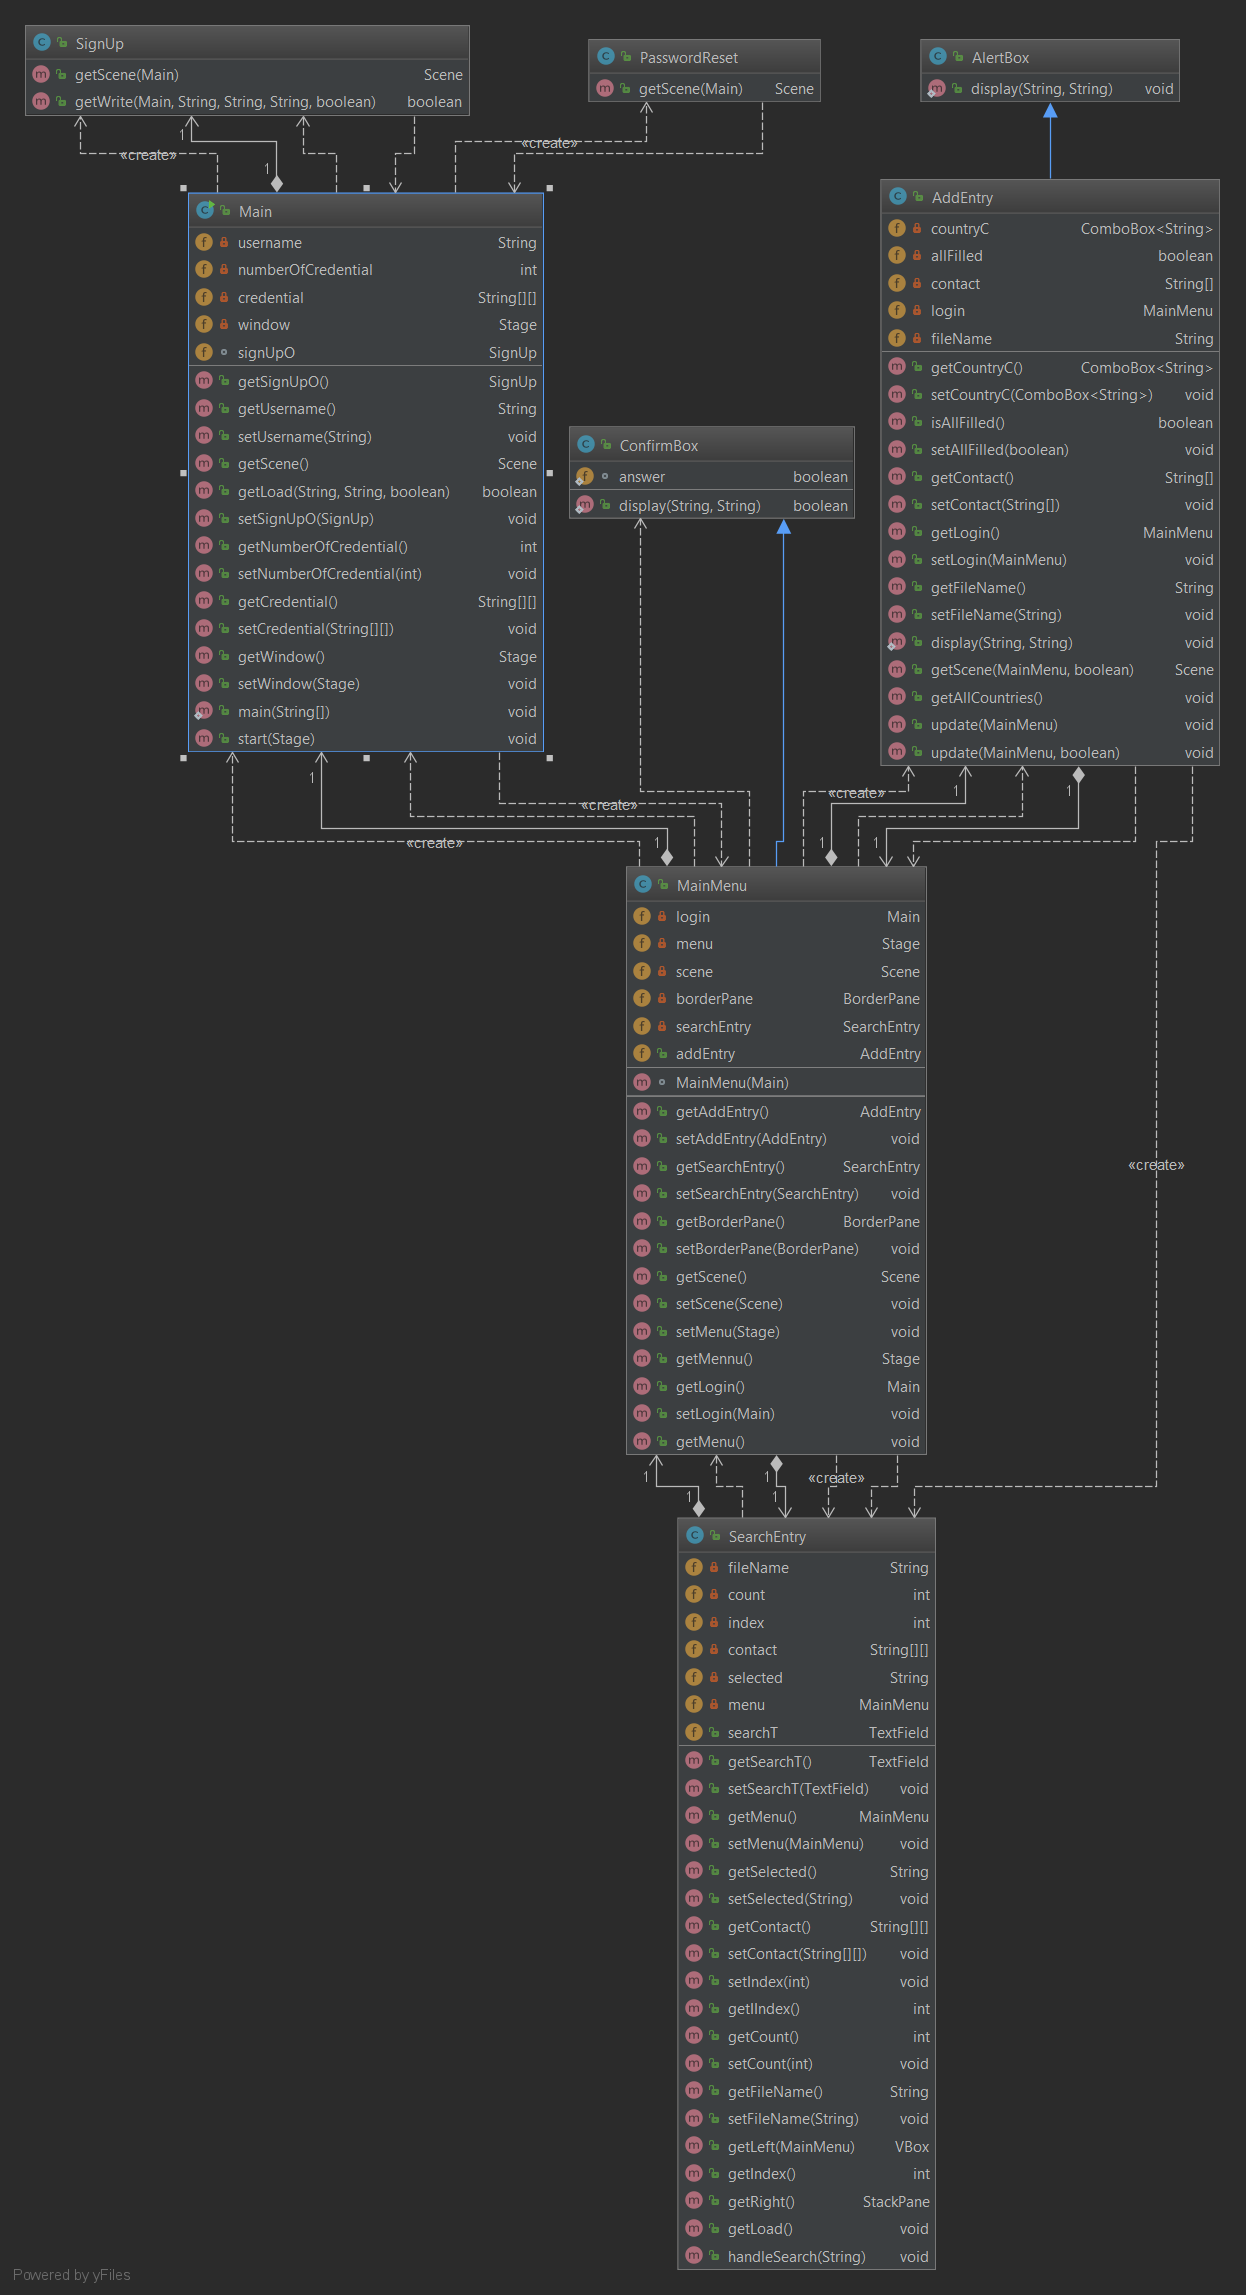 SignUp
getScene(Main) Scene
getWrite(Main, String, String, String, boolean) boolean
PasswordReset
getScene(Main) Scene
AlertBox
display(String, String) void
1
«create»
1
«create»
Main
username String
numberOfCredential int
credential String[][]
window Stage
signUpO SignUp
getSignUpO() SignUp
getUsername() String
setUsername(String) void
getScene() Scene
getLoad(String, String, boolean) boolean
setSignUpO(SignUp) void
getNumberOfCredential() int
setNumberOfCredential(int) void
getCredential() String[][]
setCredential(String[][]) void
getWindow() Stage
setWindow(Stage) void
main(String[]) void
start(Stage) void
ConfirmBox
answer boolean
display(String, String) boolean
AddEntry
countryC ComboBox<String>
allFilled boolean
contact String[]
login MainMenu
fileName String
getCountryC() ComboBox<String>
setCountryC(ComboBox<String>) void
isAllFilled() boolean
setAllFilled(boolean) void
getContact() String[]
setContact(String[]) void
getLogin() MainMenu
setLogin(MainMenu) void
getFileName() String
setFileName(String) void
display(String, String) void
getScene(MainMenu, boolean) Scene
getAllCountries() void
update(MainMenu) void
update(MainMenu, boolean) void
1
«create»
«create»
1
1
«create»
1
1
1
MainMenu
login Main
menu Stage
scene Scene
borderPane BorderPane
searchEntry SearchEntry
addEntry AddEntry
MainMenu(Main)
getAddEntry() AddEntry
setAddEntry(AddEntry) void
getSearchEntry() SearchEntry
setSearchEntry(SearchEntry) void
getBorderPane() BorderPane
setBorderPane(BorderPane) void
getScene() Scene
setScene(Scene) void
setMenu(Stage) void
getMennu() Stage
getLogin() Main
setLogin(Main) void
getMenu() void
«create»
1
1
1
1
«create»
SearchEntry
fileName String
count int
index int
contact String[][]
selected String
menu MainMenu
searchT TextField
getSearchT() TextField
setSearchT(TextField) void
getMenu() MainMenu
setMenu(MainMenu) void
getSelected() String
setSelected(String) void
getContact() String[][]
setContact(String[][]) void
setIndex(int) void
getIIndex() int
getCount() int
setCount(int) void
getFileName() String
setFileName(String) void
getLeft(MainMenu) VBox
getIndex() int
getRight() StackPane
getLoad() void
handleSearch(String) void
Powered by yFiles